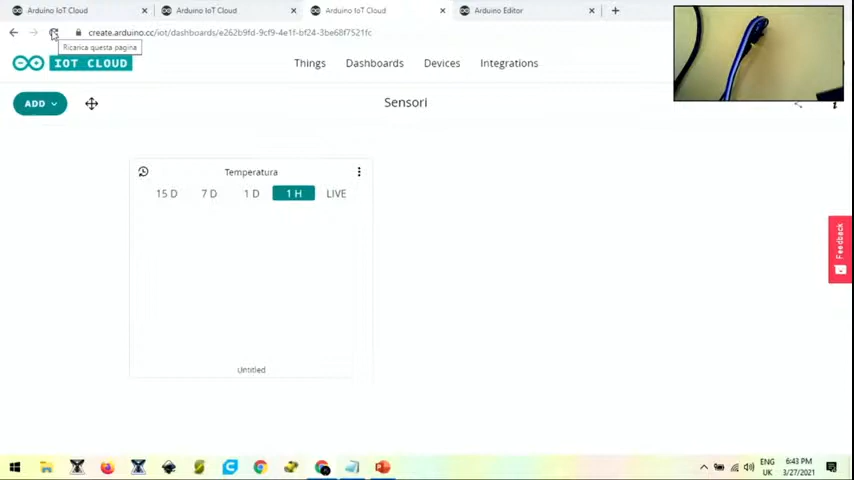 Arduino IoT Cloud
Arduino IoT Cloud
Arduino IoT Cloud
Arduino Editor
create.arduino.cc/iot/dashboards/e262b9fd-9cf9-4e1f-bf24-3be68f7521fc
Ricarica questa pagina
IOT CLOUD
Things
Dashboards
Devices
Integrations
ADD
Sensori
Temperatura
15 D
7 D
1 D
1 H
LIVE
Untitled
Feedback
ENG
UK
6:43 PM
3/27/2021